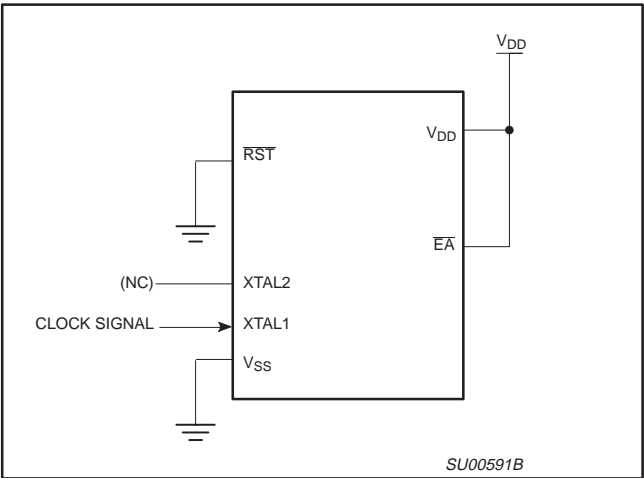 VDD
VDD
RST
EA
(NC)
XTAL2
CLOCK SIGNAL
XTAL1
VSS
SU00591B